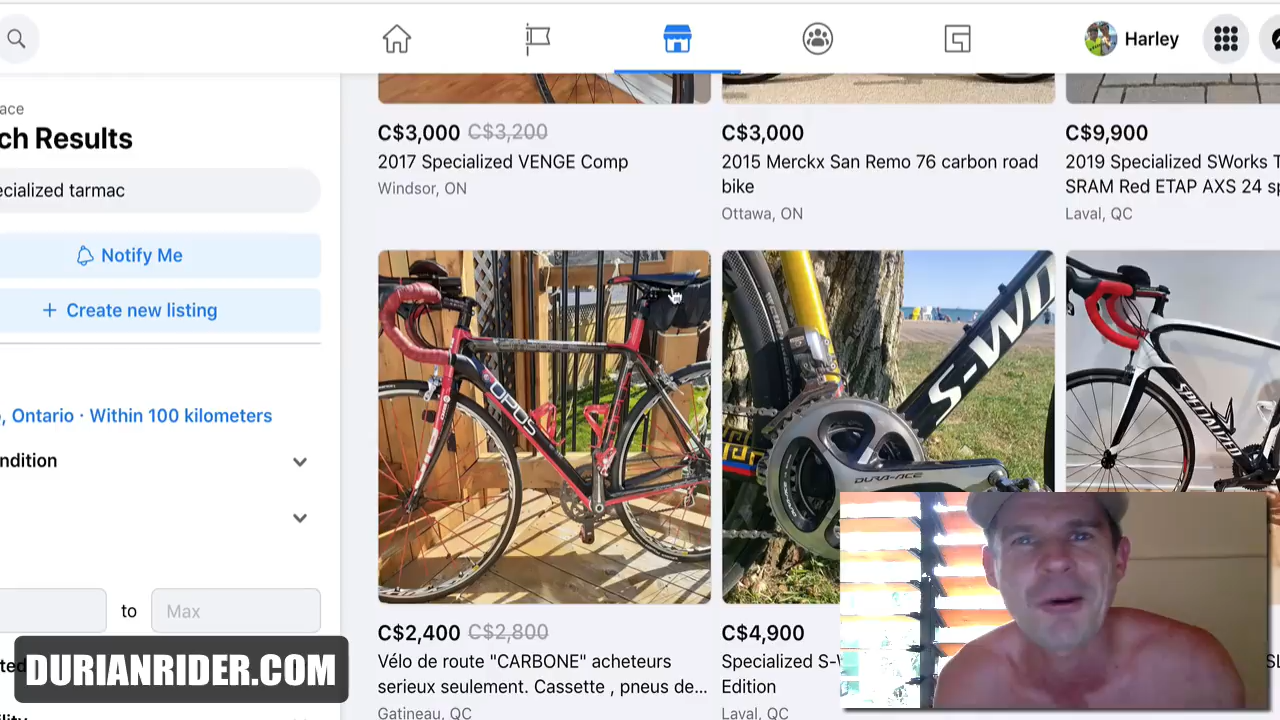 Harley
ace
ch Results
ecialized tarmac
Notify Me
+ Create new listing
o, Ontario · Within 100 kilometers
ndition
to
Max
DURIANRIDER.COM
C$3,000 C$3,200
2017 Specialized VENGE Comp
Windsor, ON
C$3,000
2015 Merckx San Remo 76 carbon road
bike
Ottawa, ON
C$9,900
2019 Specialized SWorks T
SRAM Red ETAP AXS 24 sp
Laval, QC
OPUS
S-WO
DURA-ACE
SPECIALIZED
C$2,400 C$2,800
Vélo de route "CARBONE" acheteurs
serieux seulement. Cassette , pneus de...
Gatineau, QC
C$4,900
Specialized S-W
Edition
Laval, QC